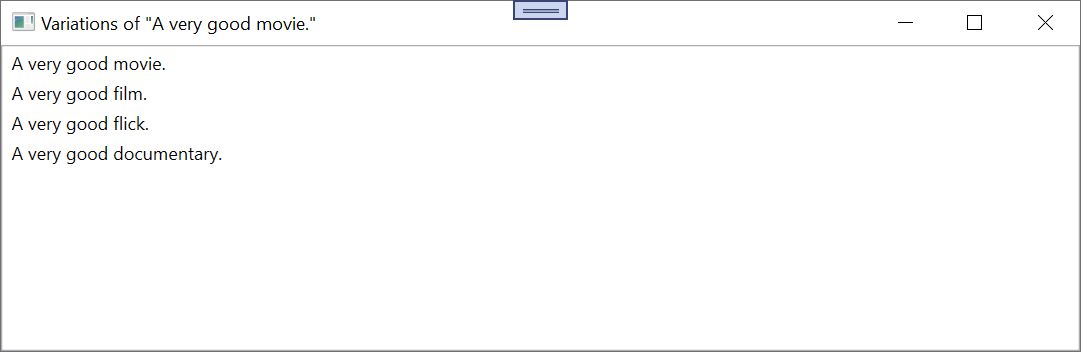 Variations of "A very good movie."
A very good movie.
A very good film.
A very good flick.
A very good documentary.